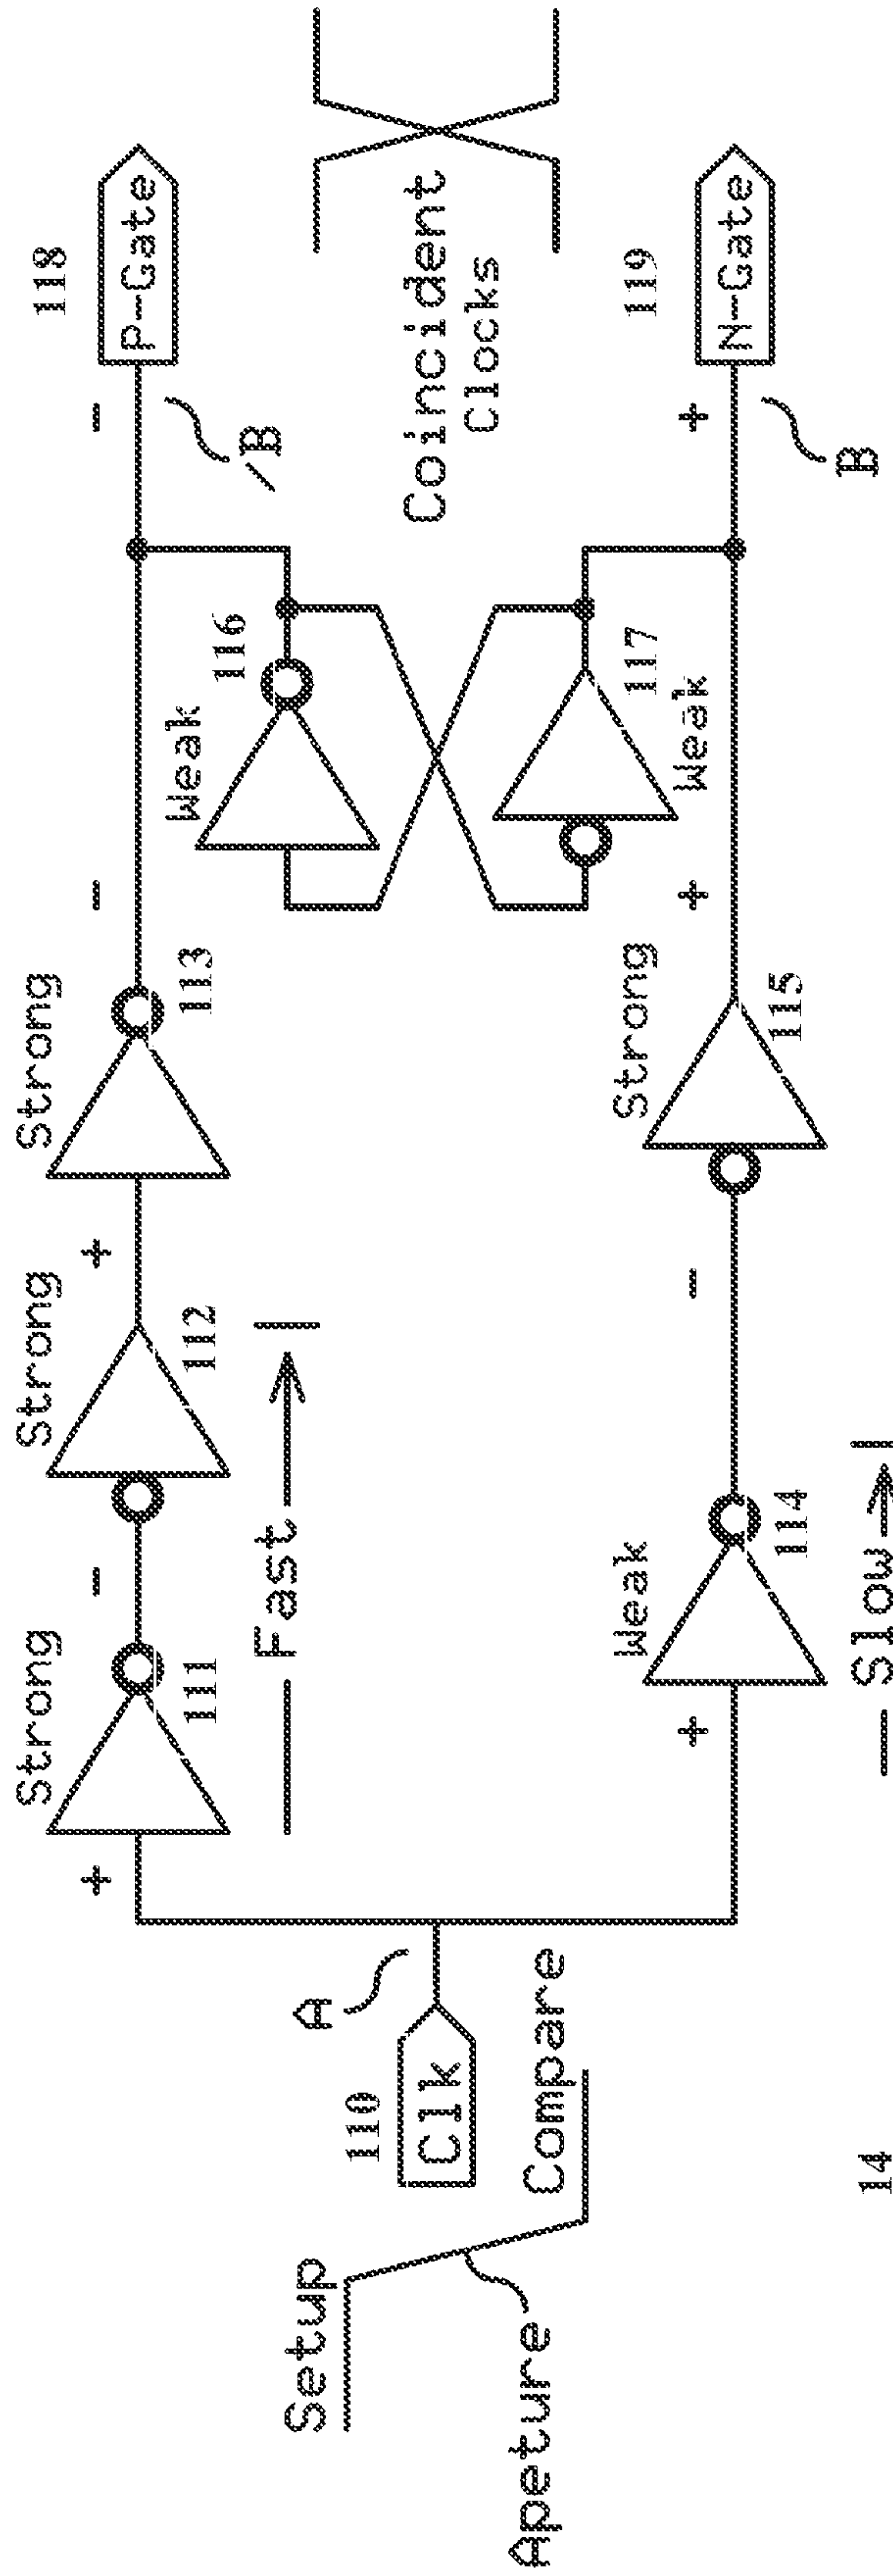 Strong
Strong
Strong
118
+
-
+
-
-
P-Gate
111
112
113
/B
Fast
Weak
116
Setup
110
A
Clk
Coincident
Clocks
Apeture
Compare
Weak
117
Weak
Strong
119
+
-
+
+
N-Gate
114
115
B
Slow
14